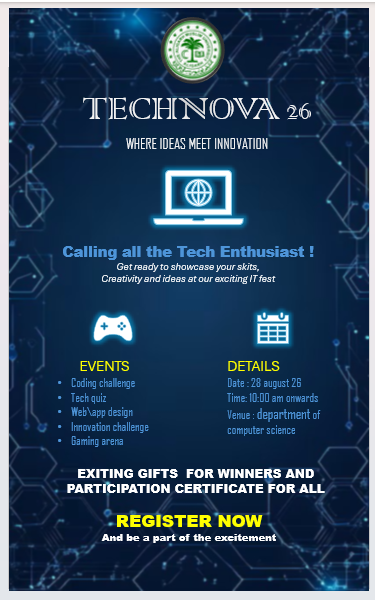 TECHNOVA 26
WHERE IDEAS MEET INNOVATION
Calling all the Tech Enthusiast !
Get ready to showcase your skits,
Creativity and ideas at our exciting IT fest
EVENTS
• Coding challenge
• Tech quiz
• Web\app design
• Innovation challenge
• Gaming arena
DETAILS
Date : 28 august 26
Time: 10:00 am onwards
Venue : department of
computer science
EXITING GIFTS FOR WINNERS AND
PARTICIPATION CERTIFICATE FOR ALL
REGISTER NOW
And be a part of the excitement